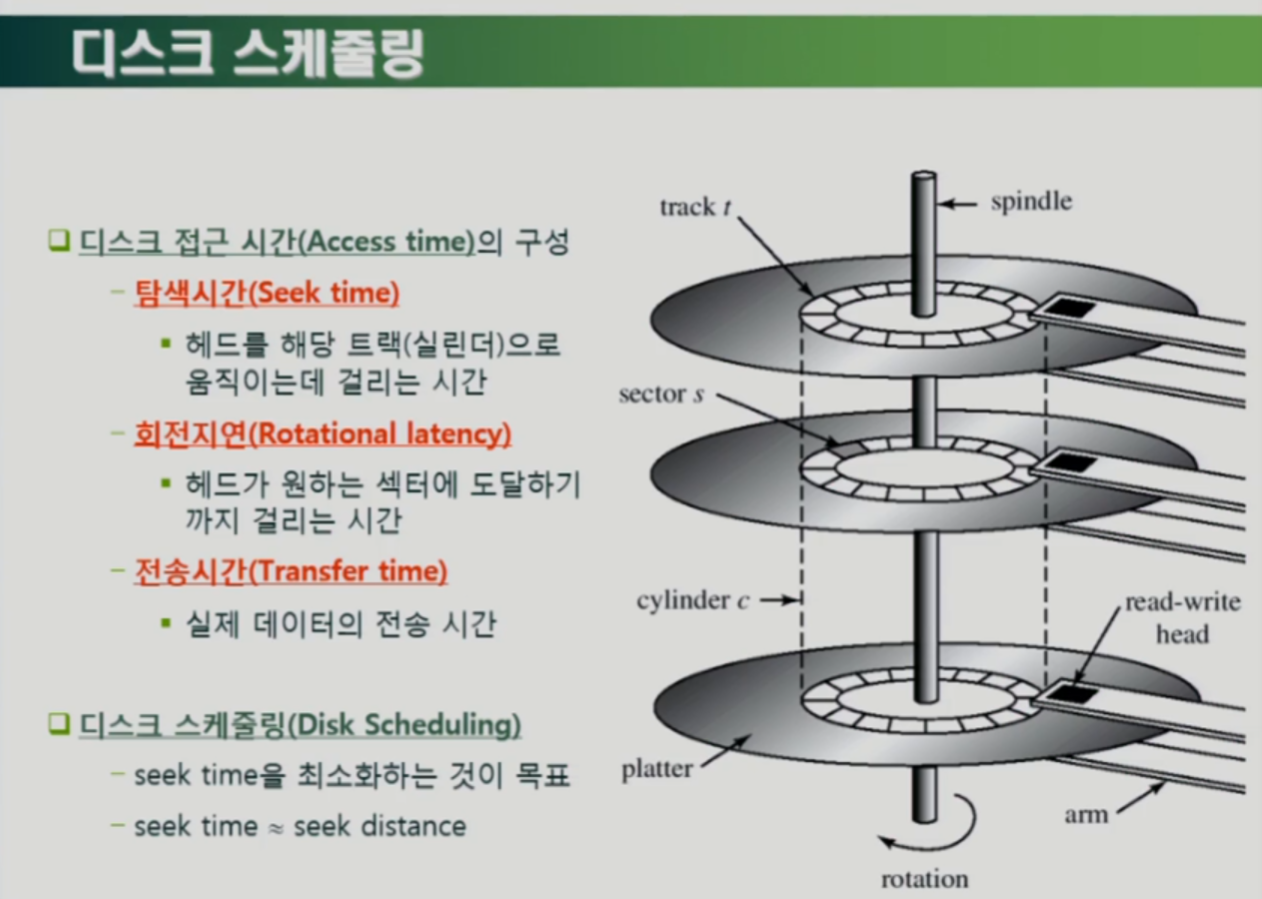 디스크 스케줄링
디스크 접근 시간(Access time)의 구성
– 탐색시간(Seek time)
헤드를 해당 트랙(실린더)으로
움직이는데 걸리는 시간
– 회전지연(Rotational latency)
헤드가 원하는 섹터에 도달하기
까지 걸리는 시간
– 전송시간(Transfer time)
실제 데이터의 전송 시간
디스크 스케줄링(Disk Scheduling)
– seek time을 최소화하는 것이 목표
– seek time ≈ seek distance
track t
spindle
sector s
cylinder c
read-write
head
platter
arm
rotation